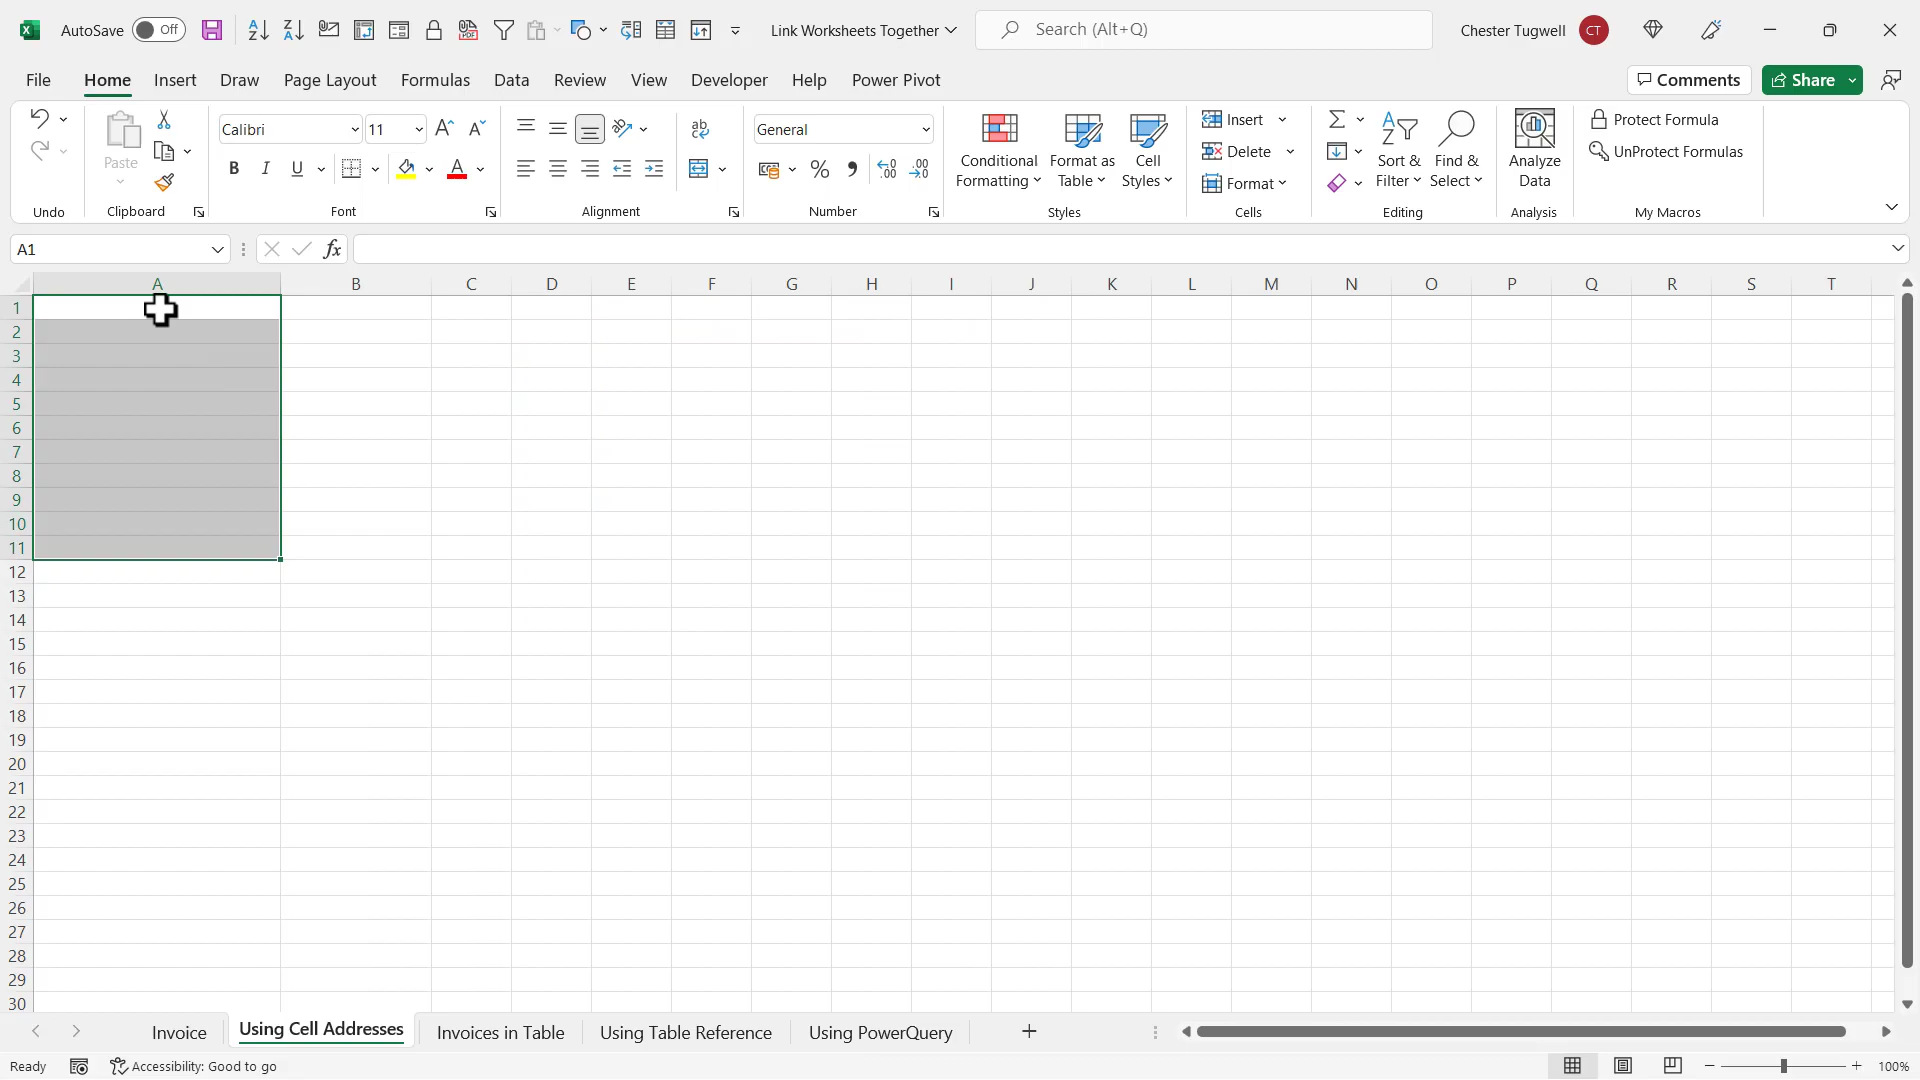 AutoSave Off Link Worksheets Together Search (Alt+Q) Chester Tugwell CT
File Home Insert Draw Page Layout Formulas Data Review View Developer Help Power Pivot Comments Share
Paste
Undo
Clipboard
Calibri 11
B I U A
Font
ab
Alignment
General
%
Number
Conditional Formatting
Format as Table
Cell Styles
Styles
Insert
Delete
Format
Cells
Sort & Filter
Find & Select
Editing
Analyze Data
Analysis
Protect Formula
UnProtect Formulas
My Macros
A1 fx
A B C D E F G H I J K L M N O P Q R S T
1
2
3
4
5
6
7
8
9
10
11
12
13
14
15
16
17
18
19
20
21
22
23
24
25
26
27
28
29
30
Invoice Using Cell Addresses Invoices in Table Using Table Reference Using PowerQuery
Ready Accessibility: Good to go 100%